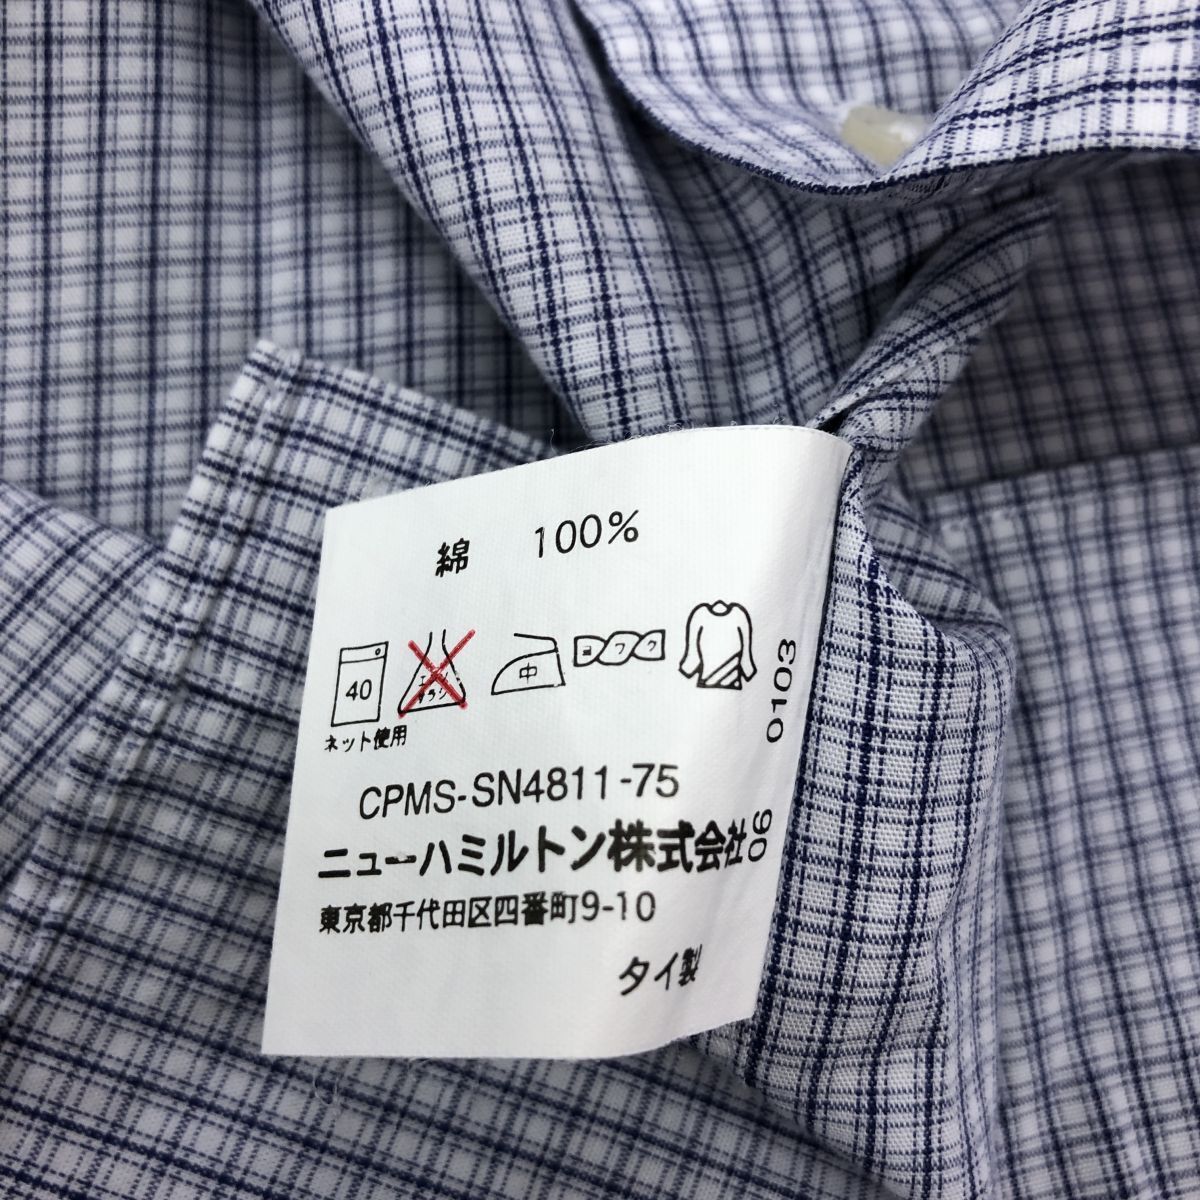 綿 100%
40
中
ネット使用
CPMS-SN4811-75
ニューハミルトン株式会社
東京都千代田区四番町9-10
タイ製
06 0103